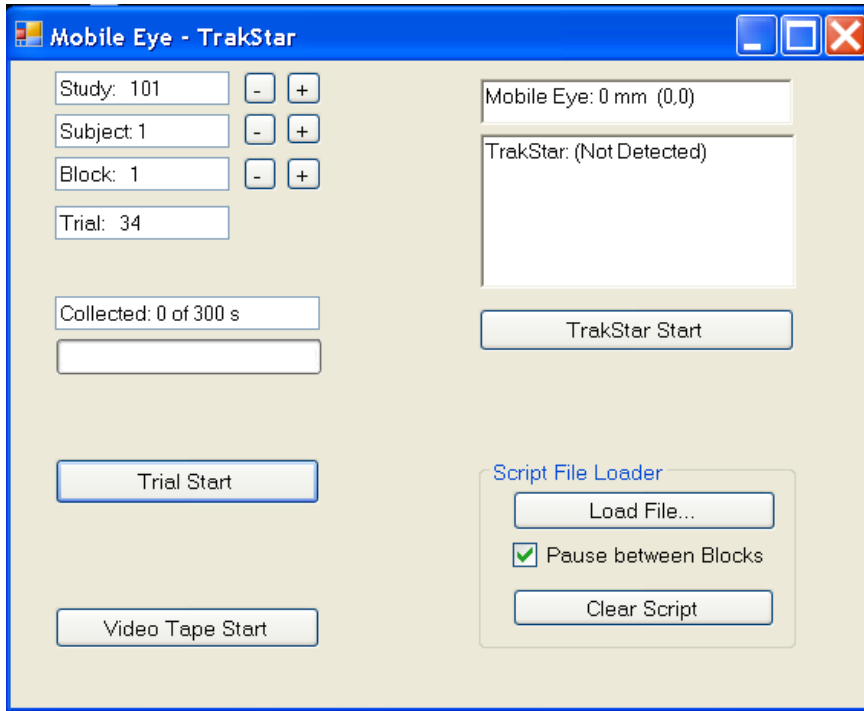 Mobile Eye - TrakStar
Study: 101
-
+
Subject: 1
-
+
Block: 1
-
+
Trial: 34
Collected: 0 of 300 s
Trial Start
Video Tape Start
Mobile Eye: 0 mm (0,0)
TrakStar: (Not Detected)
TrakStar Start
Script File Loader
Load File...
Pause between Blocks
Clear Script